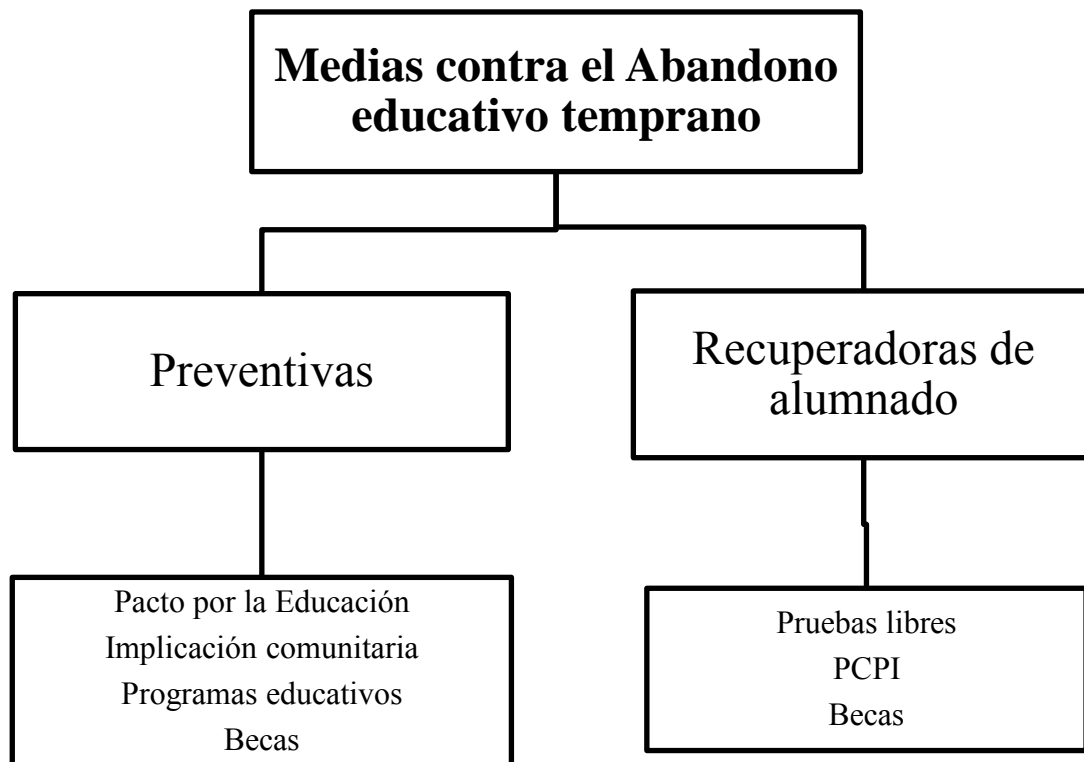 Medias contra el Abandono
educativo temprano
Preventivas
Recuperadoras de
alumnado
Pacto por la Educación
Implicación comunitaria
Programas educativos
Becas
Pruebas libres
PCPI
Becas